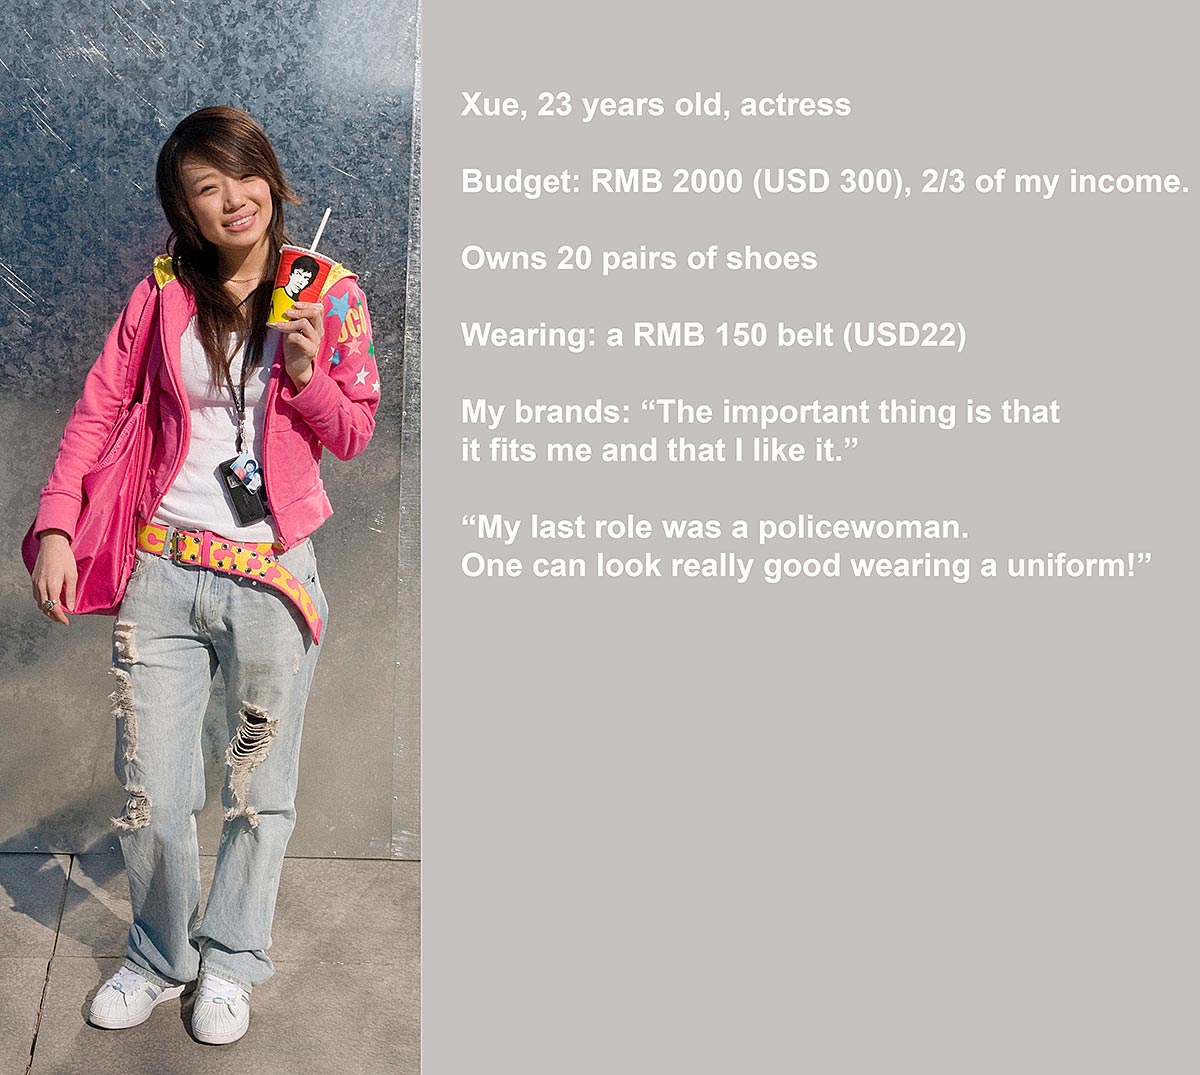 Xue, 23 years old, actress
Budget: RMB 2000 (USD 300), 2/3 of my income.
Owns 20 pairs of shoes
Wearing: a RMB 150 belt (USD22)
My brands: “The important thing is that
it fits me and that I like it.”
“My last role was a policewoman.
One can look really good wearing a uniform!”